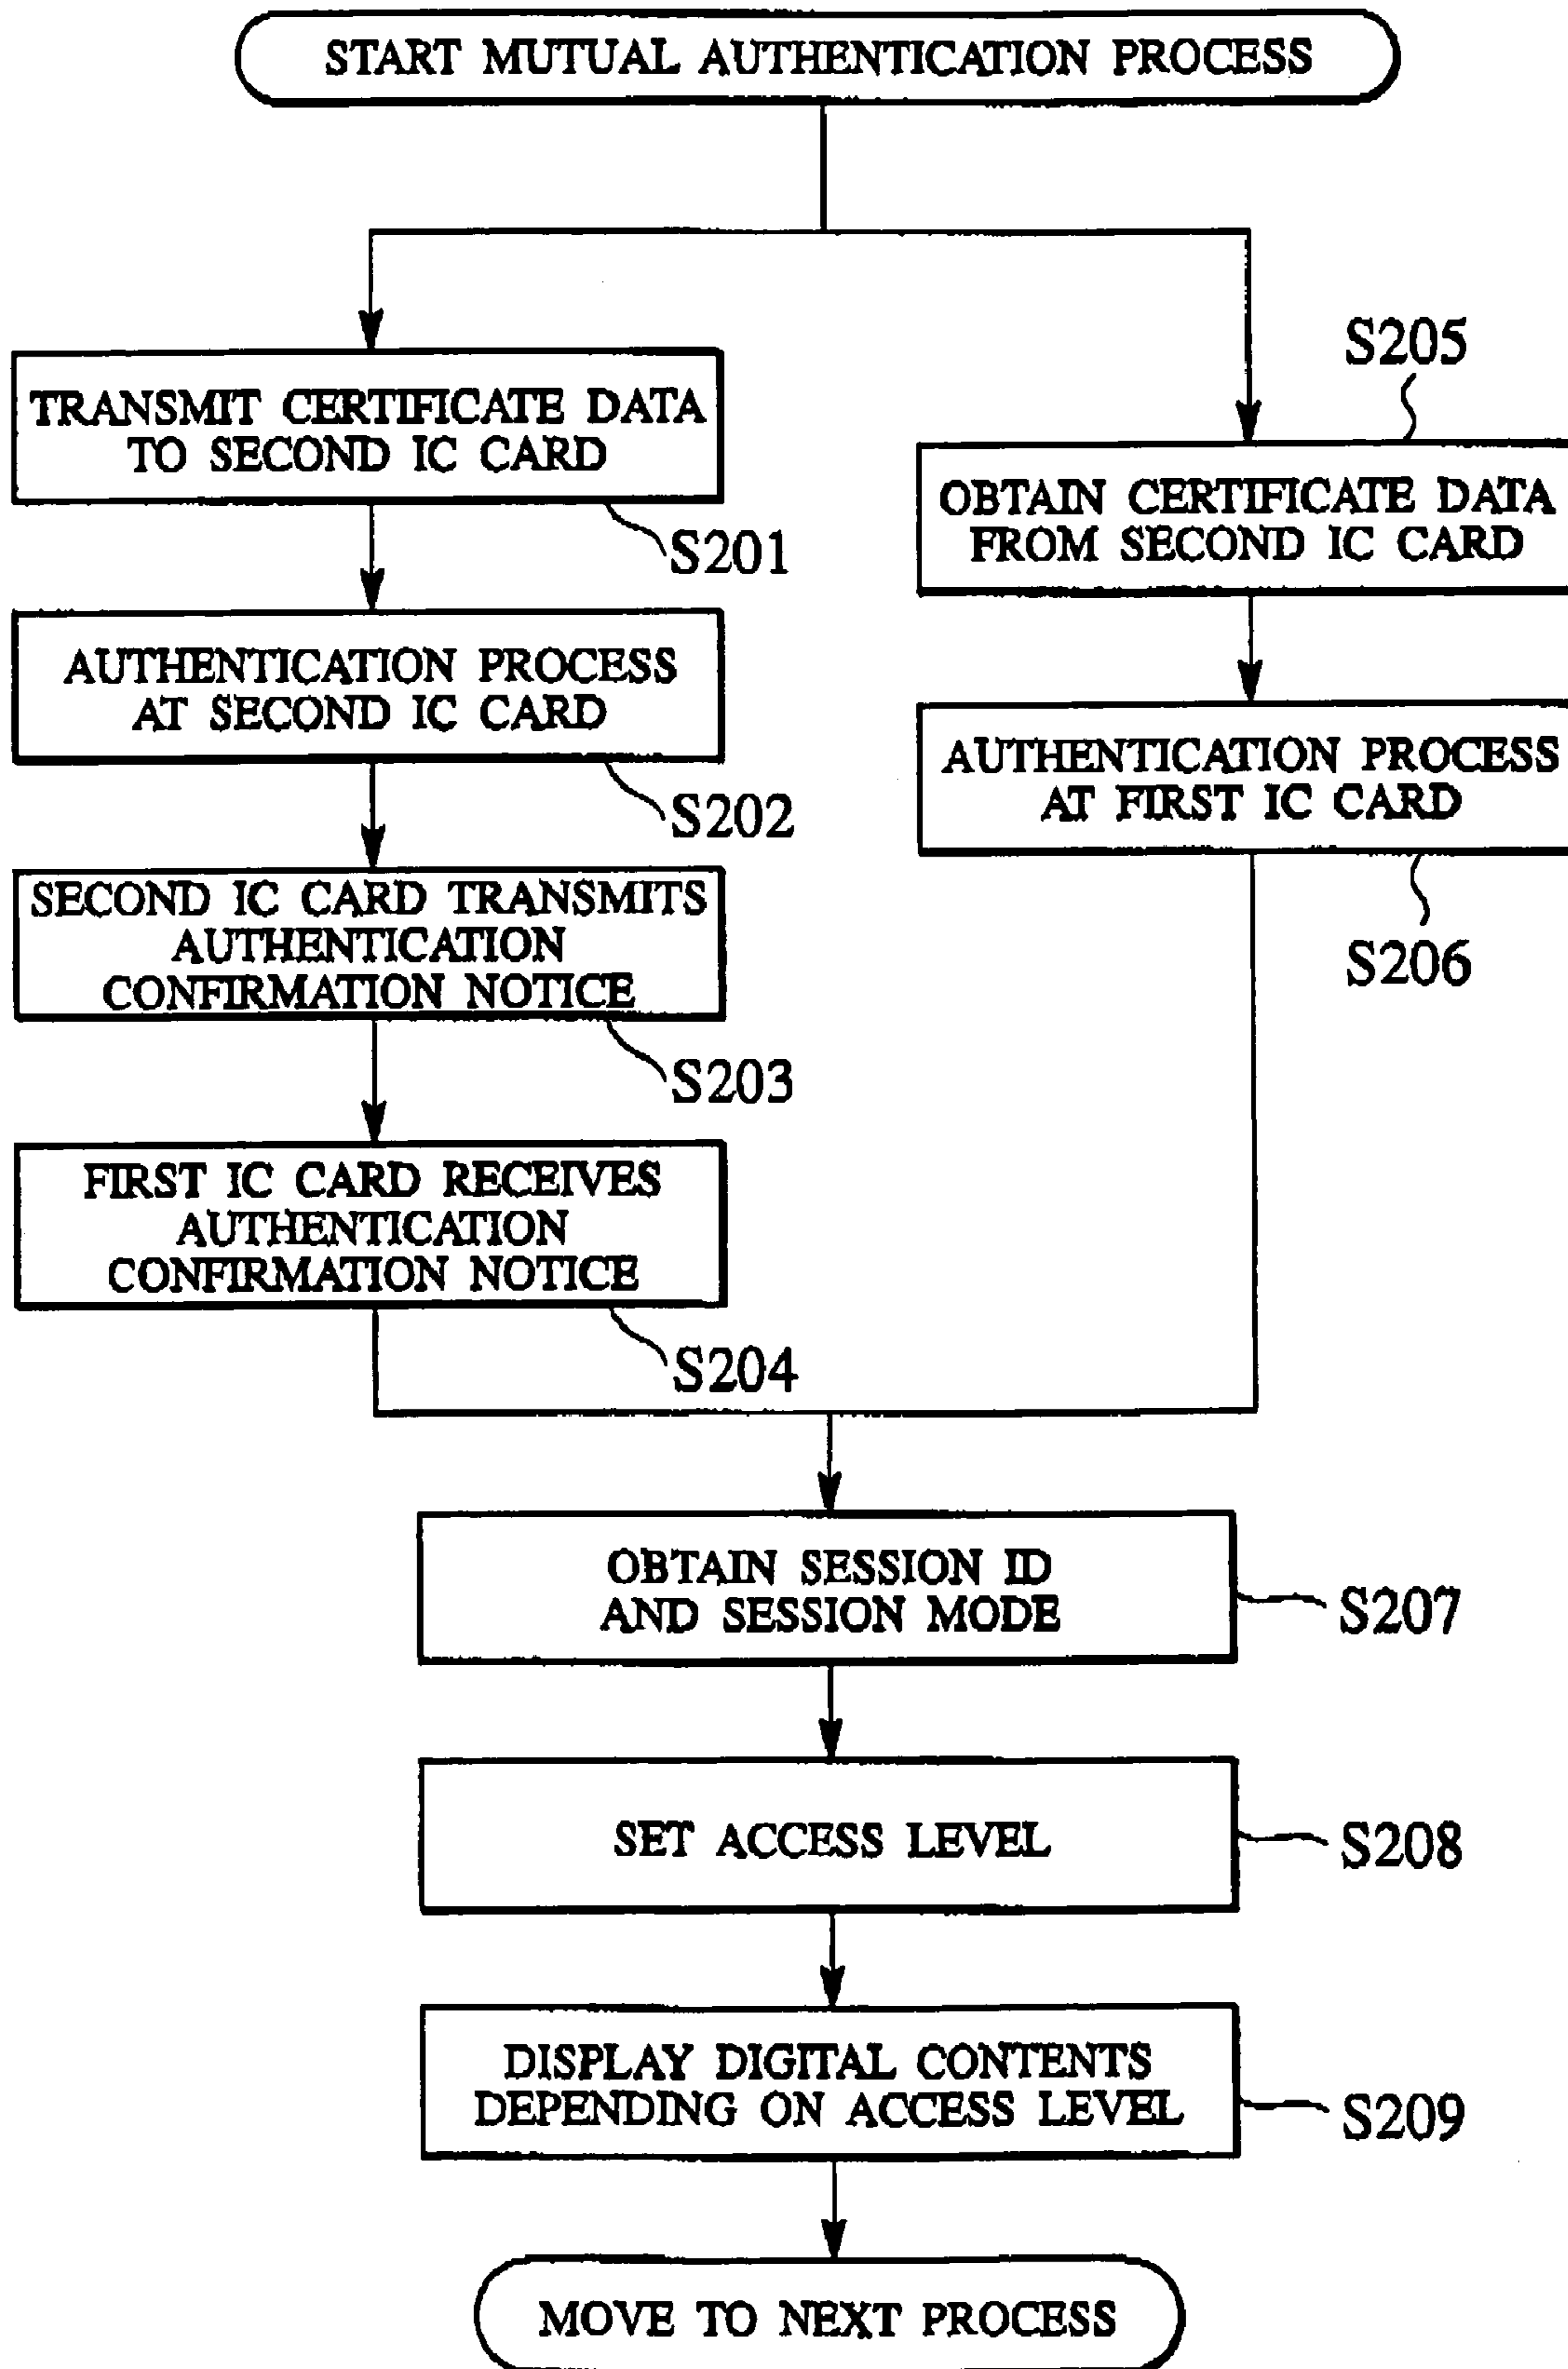 START MUTUAL AUTHENTICATION PROCESS
TRANSMIT CERTIFICATE DATA
TO SECOND IC CARD
S201
AUTHENTICATION PROCESS
AT SECOND IC CARD
S202
SECOND IC CARD TRANSMITS
AUTHENTICATION
CONFIRMATION NOTICE
S203
FIRST IC CARD RECEIVES
AUTHENTICATION
CONFIRMATION NOTICE
S204
S205
OBTAIN CERTIFICATE DATA
FROM SECOND IC CARD
AUTHENTICATION PROCESS
AT FIRST IC CARD
S206
OBTAIN SESSION ID
AND SESSION MODE
S207
SET ACCESS LEVEL
S208
DISPLAY DIGITAL CONTENTS
DEPENDING ON ACCESS LEVEL
S209
MOVE TO NEXT PROCESS